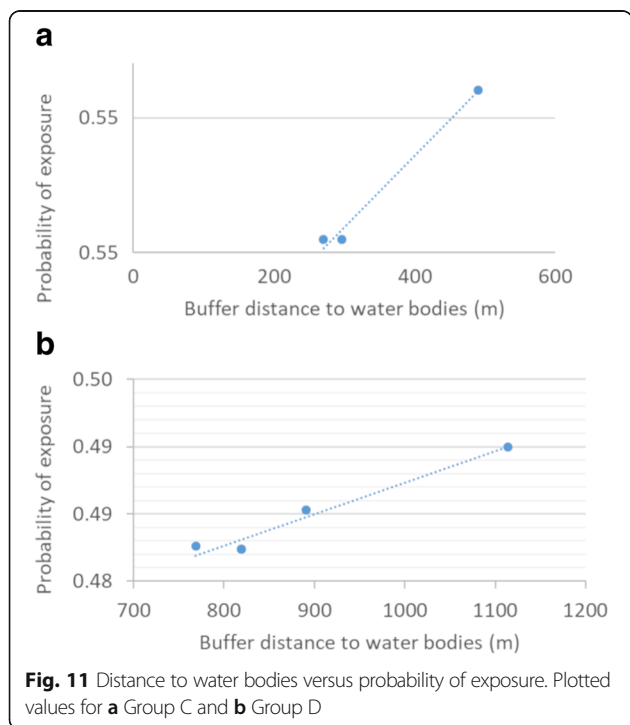 a
Probability of exposure
0.55
0.55
0 200 400 600
Buffer distance to water bodies (m)
b
Probability of exposure
0.50
0.49
0.49
0.48
700 800 900 1000 1100 1200
Buffer distance to water bodies (m)
Fig. 11 Distance to water bodies versus probability of exposure. Plotted
values for a Group C and b Group D